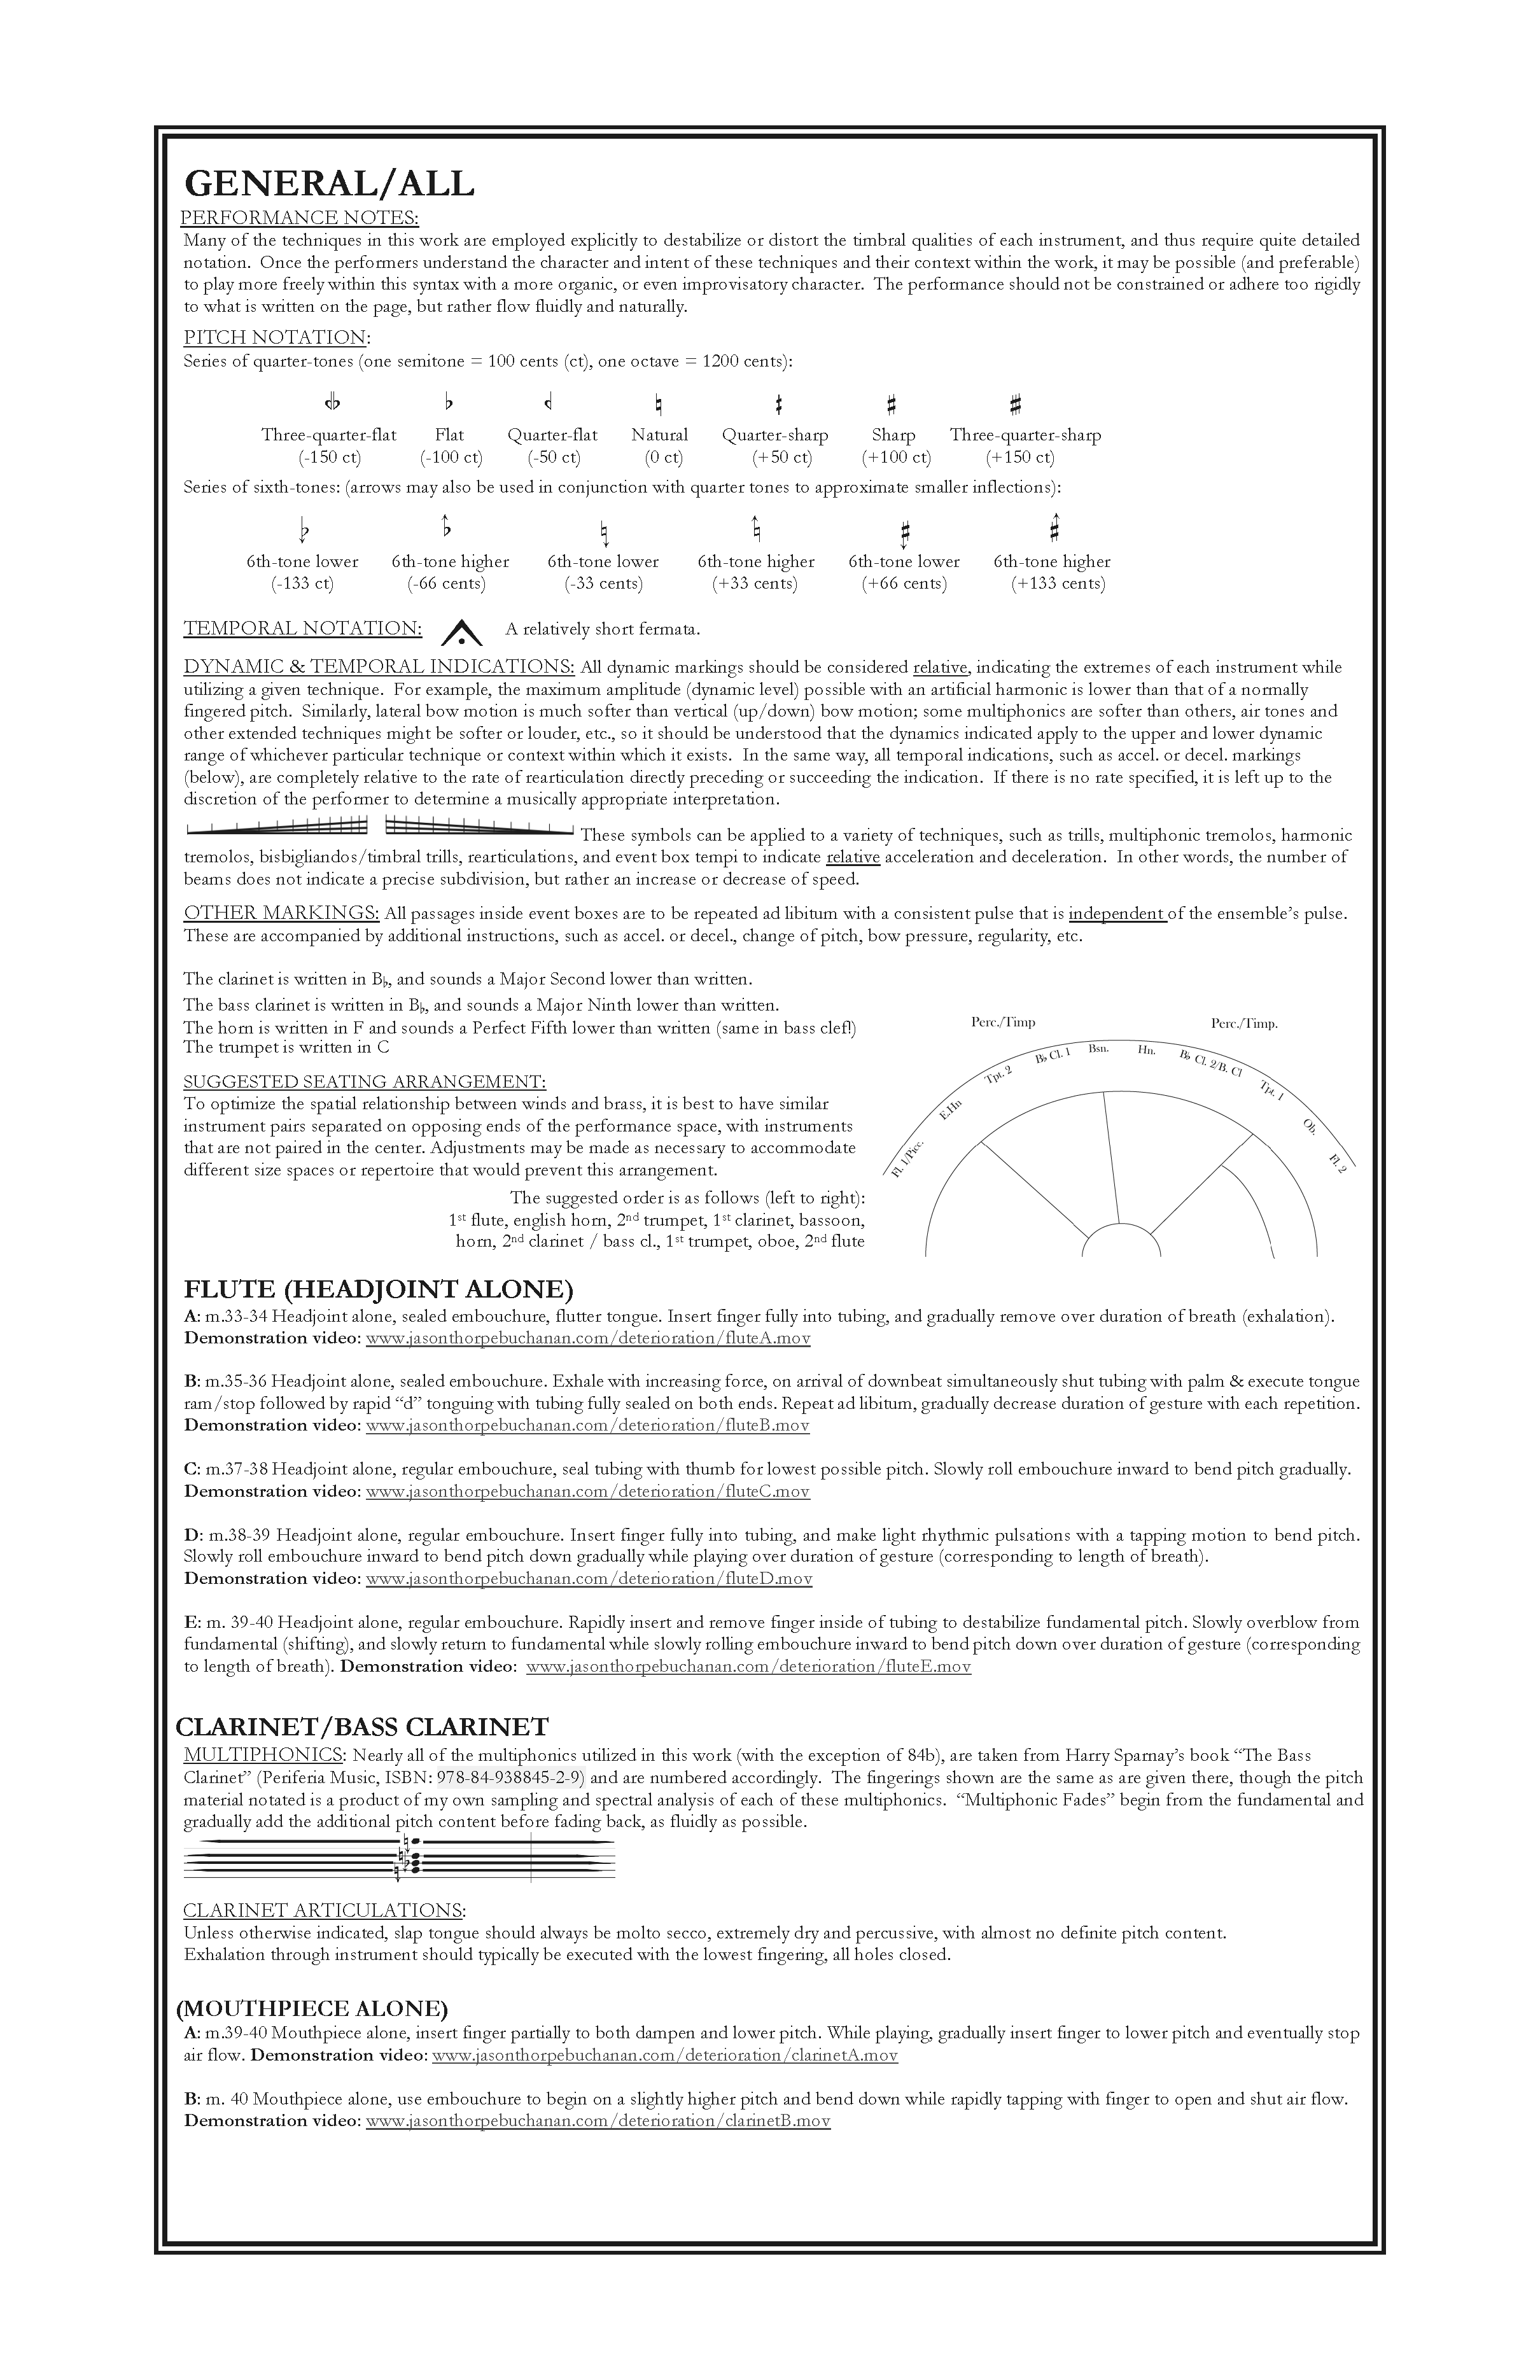 GENERAL/ALL
PERFORMANCE NOTES:
Many of the techniques in this work are employed explicitly to destabilize or distort the timbral qualities of each instrument, and thus require quite detailed
notation.  Once the performers understand the character and intent of these techniques and their context within the work, it may be possible (and preferable)
to play more freely within this syntax with a more organic, or even improvisatory character.  The performance should not be constrained or adhere too rigidly
to what is written on the page, but rather flow fluidly and naturally.
PITCH NOTATION:
Series of quarter-tones (one semitone = 100 cents (ct), one octave = 1200 cents):
Three-quarter-flat Flat Quarter-flat Natural Quarter-sharp Sharp Three-quarter-sharp
(-150 ct) (-100 ct) (-50 ct) (0 ct) (+50 ct) (+100 ct) (+150 ct)
Series of sixth-tones: (arrows may also be used in conjunction with quarter tones to approximate smaller inflections):
6th-tone lower 6th-tone higher 6th-tone lower 6th-tone higher 6th-tone lower 6th-tone higher
(-133 ct) (-66 cents) (-33 cents) (+33 cents) (+66 cents) (+133 cents)
TEMPORAL NOTATION: A relatively short fermata.
DYNAMIC & TEMPORAL INDICATIONS: All dynamic markings should be considered relative, indicating the extremes of each instrument while
utilizing a given technique.  For example, the maximum amplitude (dynamic level) possible with an artificial harmonic is lower than that of a normally
fingered pitch.  Similarly, lateral bow motion is much softer than vertical (up/down) bow motion; some multiphonics are softer than others, air tones and
other extended techniques might be softer or louder, etc., so it should be understood that the dynamics indicated apply to the upper and lower dynamic
range of whichever particular technique or context within which it exists.  In the same way, all temporal indications, such as accel. or decel. markings
(below), are completely relative to the rate of rearticulation directly preceding or succeeding the indication.  If there is no rate specified, it is left up to the
discretion of the performer to determine a musically appropriate interpretation.
These symbols can be applied to a variety of techniques, such as trills, multiphonic tremolos, harmonic
tremolos, bisbigliandos/timbral trills, rearticulations, and event box tempi to indicate relative acceleration and deceleration.  In other words, the number of
beams does not indicate a precise subdivision, but rather an increase or decrease of speed.
OTHER MARKINGS: All passages inside event boxes are to be repeated ad libitum with a consistent pulse that is independent of the ensemble's pulse.
These are accompanied by additional instructions, such as accel. or decel., change of pitch, bow pressure, regularity, etc.
The clarinet is written in B♭, and sounds a Major Second lower than written.
The bass clarinet is written in B♭, and sounds a Major Ninth lower than written.
The horn is written in F and sounds a Perfect Fifth lower than written (same in bass clef!)
The trumpet is written in C
SUGGESTED SEATING ARRANGEMENT:
To optimize the spatial relationship between winds and brass, it is best to have similar
instrument pairs separated on opposing ends of the performance space, with instruments
that are not paired in the center. Adjustments may be made as necessary to accommodate
different size spaces or repertoire that would prevent this arrangement.
The suggested order is as follows (left to right):
1st flute, english horn, 2nd trumpet, 1st clarinet, bassoon,
horn, 2nd clarinet / bass cl., 1st trumpet, oboe, 2nd flute
Perc./Timp
Perc./Timp.
Fl. 1/Picc.
E.Hn
Tpt. 2
B♭ Cl. 1
Bsn.
Hn.
B♭ Cl. 2/B. Cl
Tpt. 1
Ob.
Fl. 2
FLUTE (HEADJOINT ALONE)
A: m.33-34 Headjoint alone, sealed embouchure, flutter tongue. Insert finger fully into tubing, and gradually remove over duration of breath (exhalation).
Demonstration video: www.jasonthorpebuchanan.com/deterioration/fluteA.mov
B: m.35-36 Headjoint alone, sealed embouchure. Exhale with increasing force, on arrival of downbeat simultaneously shut tubing with palm & execute tongue
ram/stop followed by rapid “d” tonguing with tubing fully sealed on both ends. Repeat ad libitum, gradually decrease duration of gesture with each repetition.
Demonstration video: www.jasonthorpebuchanan.com/deterioration/fluteB.mov
C: m.37-38 Headjoint alone, regular embouchure, seal tubing with thumb for lowest possible pitch. Slowly roll embouchure inward to bend pitch gradually.
Demonstration video: www.jasonthorpebuchanan.com/deterioration/fluteC.mov
D: m.38-39 Headjoint alone, regular embouchure. Insert finger fully into tubing, and make light rhythmic pulsations with a tapping motion to bend pitch.
Slowly roll embouchure inward to bend pitch down gradually while playing over duration of gesture (corresponding to length of breath).
Demonstration video: www.jasonthorpebuchanan.com/deterioration/fluteD.mov
E: m. 39-40 Headjoint alone, regular embouchure. Rapidly insert and remove finger inside of tubing to destabilize fundamental pitch. Slowly overblow from
fundamental (shifting), and slowly return to fundamental while slowly rolling embouchure inward to bend pitch down over duration of gesture (corresponding
to length of breath). Demonstration video:  www.jasonthorpebuchanan.com/deterioration/fluteE.mov
CLARINET/BASS CLARINET
MULTIPHONICS: Nearly all of the multiphonics utilized in this work (with the exception of 84b), are taken from Harry Sparnay's book “The Bass
Clarinet” (Periferia Music, ISBN: 978-84-938845-2-9) and are numbered accordingly.  The fingerings shown are the same as are given there, though the pitch
material notated is a product of my own sampling and spectral analysis of each of these multiphonics.  “Multiphonic Fades” begin from the fundamental and
gradually add the additional pitch content before fading back, as fluidly as possible.
CLARINET ARTICULATIONS:
Unless otherwise indicated, slap tongue should always be molto secco, extremely dry and percussive, with almost no definite pitch content.
Exhalation through instrument should typically be executed with the lowest fingering, all holes closed.
(MOUTHPIECE ALONE)
A: m.39-40 Mouthpiece alone, insert finger partially to both dampen and lower pitch. While playing, gradually insert finger to lower pitch and eventually stop
air flow. Demonstration video: www.jasonthorpebuchanan.com/deterioration/clarinetA.mov
B: m. 40 Mouthpiece alone, use embouchure to begin on a slightly higher pitch and bend down while rapidly tapping with finger to open and shut air flow.
Demonstration video: www.jasonthorpebuchanan.com/deterioration/clarinetB.mov